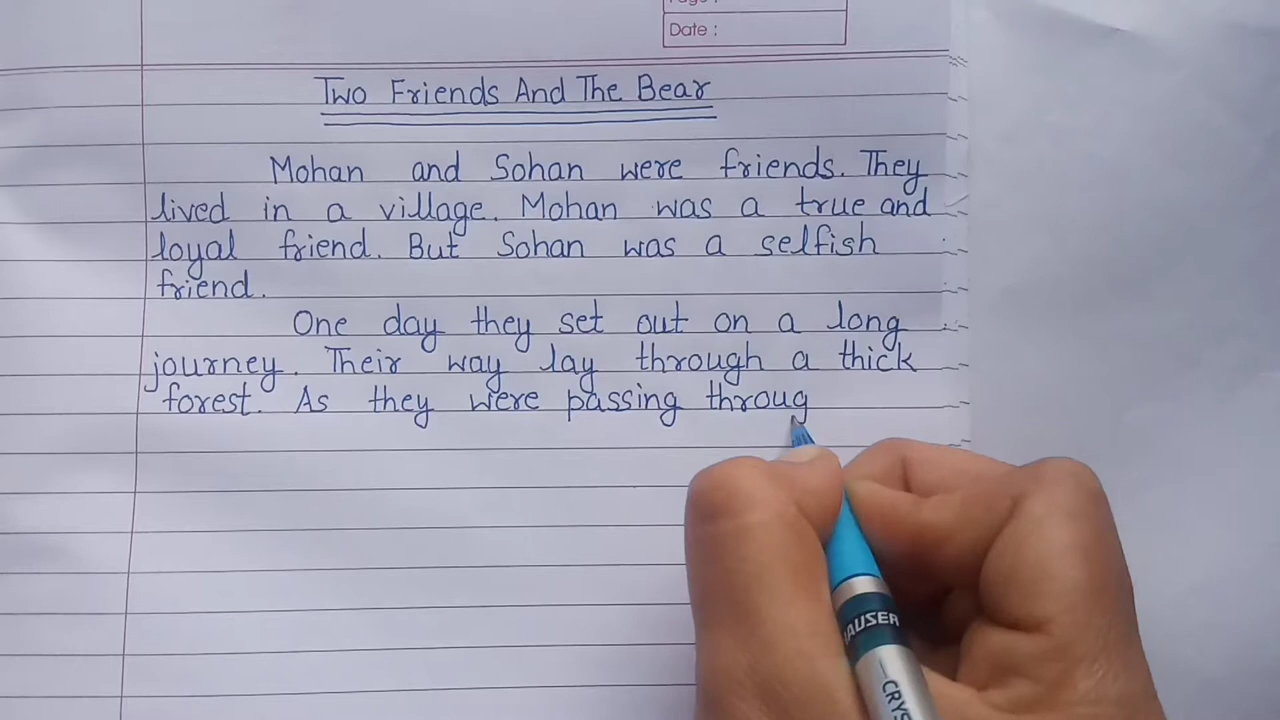 Date :
Two Friends And The Bear
Mohan and Sohan were friends. They
lived in a village. Mohan was a true and
loyal friend. But Sohan was a selfish
friend.
One day they set out on a long
journey. Their way lay through a thick
forest. As they were passing throug
HAUSER
CRYS